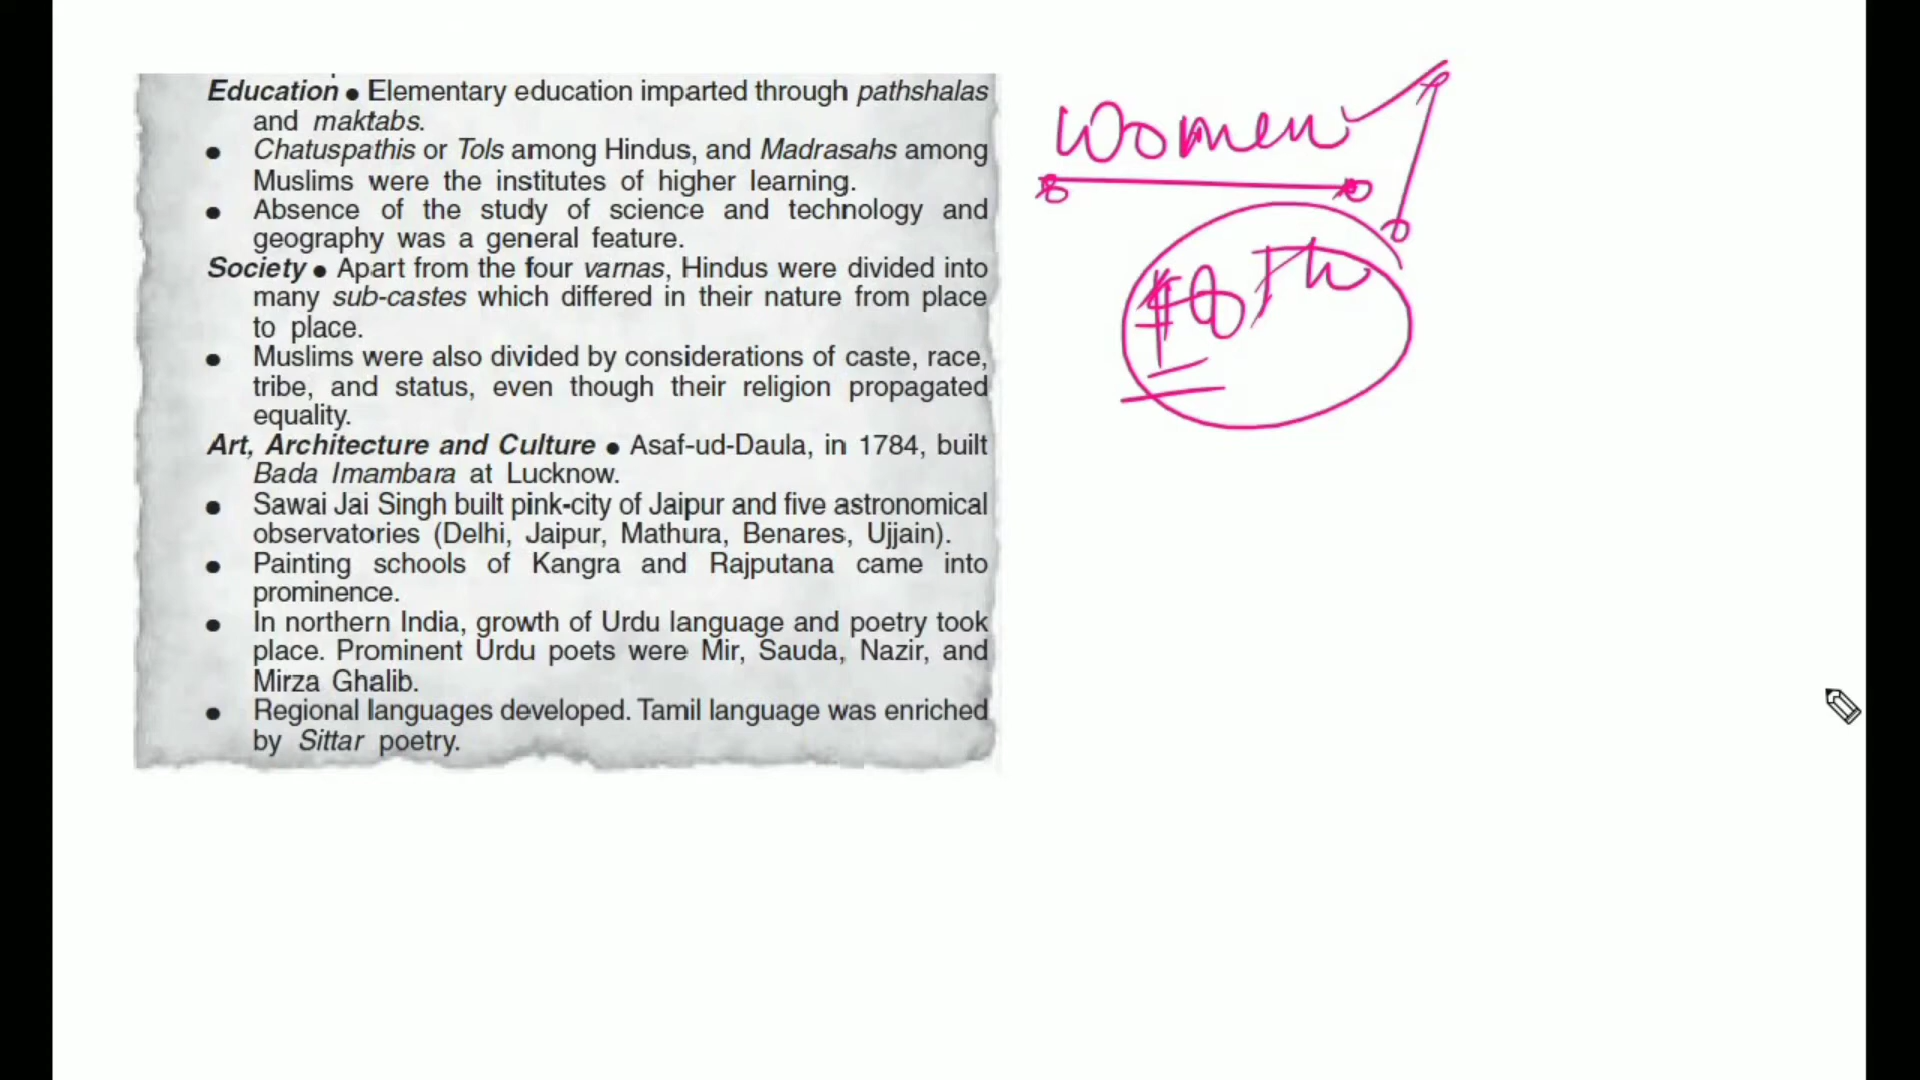 Education • Elementary education imparted through pathshalas
and maktabs.
• Chatuspathis or Tols among Hindus, and Madrasahs among
Muslims were the institutes of higher learning.
• Absence of the study of science and technology and
geography was a general feature.
Society • Apart from the four varnas, Hindus were divided into
many sub-castes which differed in their nature from place
to place.
• Muslims were also divided by considerations of caste, race,
tribe, and status, even though their religion propagated
equality.
Art, Architecture and Culture • Asaf-ud-Daula, in 1784, built
Bada Imambara at Lucknow.
• Sawai Jai Singh built pink-city of Jaipur and five astronomical
observatories (Delhi, Jaipur, Mathura, Benares, Ujjain).
• Painting schools of Kangra and Rajputana came into
prominence.
• In northern India, growth of Urdu language and poetry took
place. Prominent Urdu poets were Mir, Sauda, Nazir, and
Mirza Ghalib.
• Regional languages developed. Tamil language was enriched
by Sittar poetry.
Women
18th